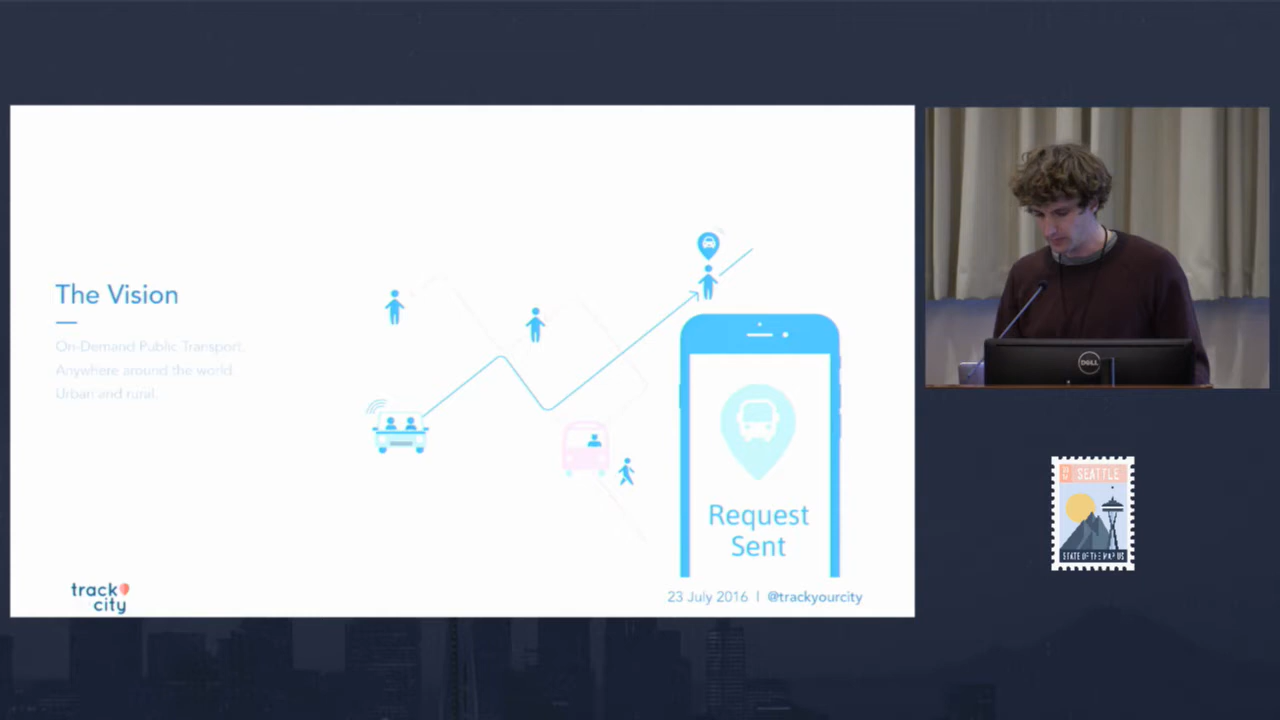 The Vision
On-Demand Public Transport.
Anywhere around the world.
Urban and rural.
Request
Sent
track
city
23 July 2016 | @trackyourcity
DELL
SEATTLE
STATE OF THE MAP US